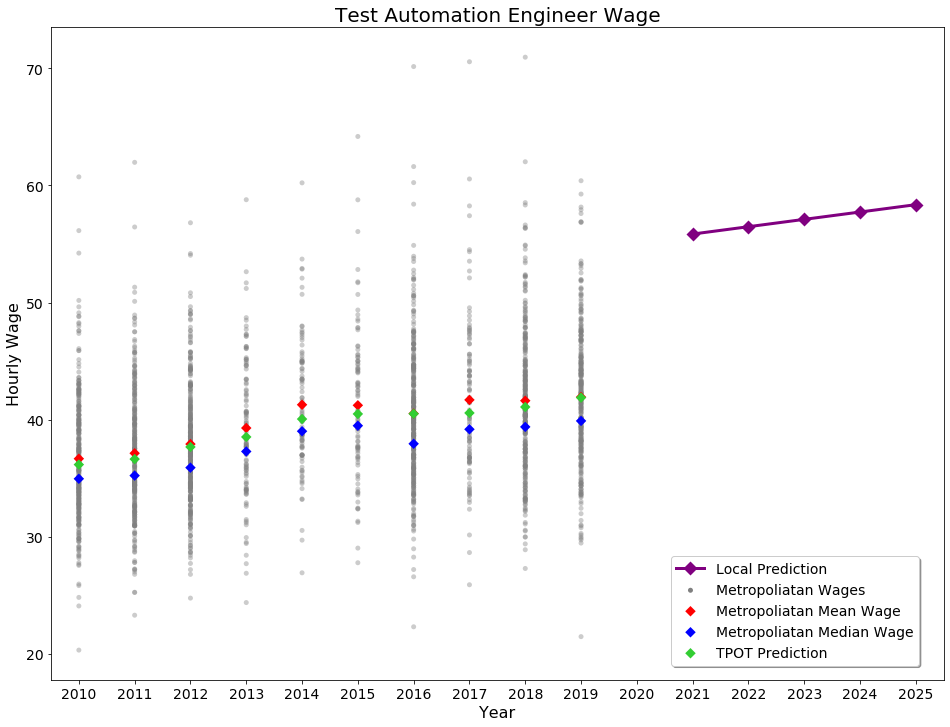 Test Automation Engineer Wage
Hourly Wage
70
60
50
40
30
20
2010 2011 2012 2013 2014 2015 2016 2017 2018 2019 2020 2021 2022 2023 2024 2025
Year
Local Prediction
Metropoliatan Wages
Metropoliatan Mean Wage
Metropoliatan Median Wage
TPOT Prediction